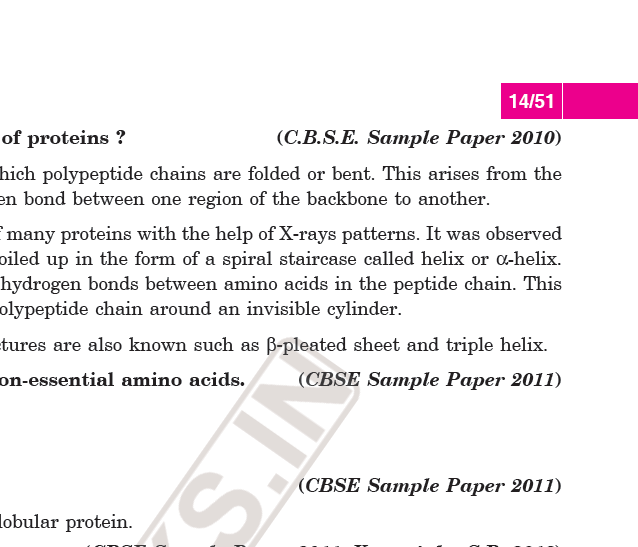 14/51
of proteins ? (C.B.S.E. Sample Paper 2010)
hich polypeptide chains are folded or bent. This arises from the
en bond between one region of the backbone to another.
f many proteins with the help of X-rays patterns. It was observed
oiled up in the form of a spiral staircase called helix or α-helix.
hydrogen bonds between amino acids in the peptide chain. This
olypeptide chain around an invisible cylinder.
ctures are also known such as β-pleated sheet and triple helix.
on-essential amino acids. (CBSE Sample Paper 2011)
(CBSE Sample Paper 2011)
lobular protein.
KS.IN